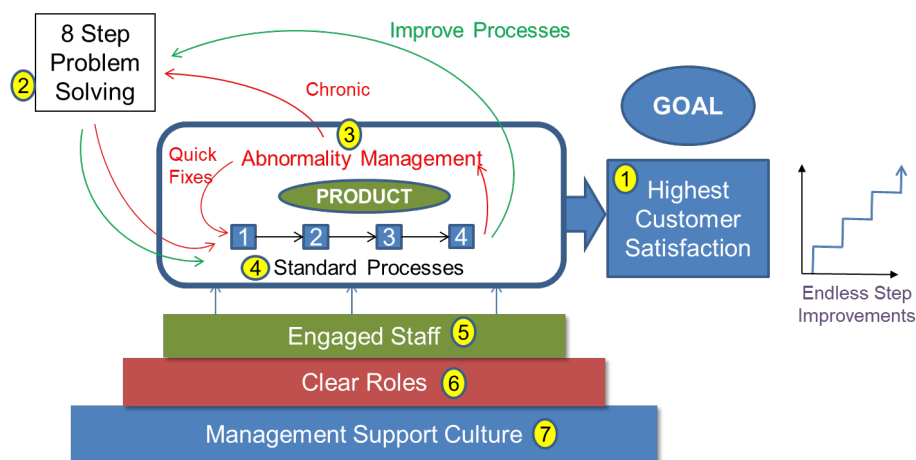 8 Step
Problem
Solving
2
Improve Processes
Chronic
3
Quick
Fixes
Abnormality Management
PRODUCT
1
2
3
4
4 Standard Processes
GOAL
1
Highest
Customer
Satisfaction
Endless Step
Improvements
Engaged Staff 5
Clear Roles 6
Management Support Culture 7